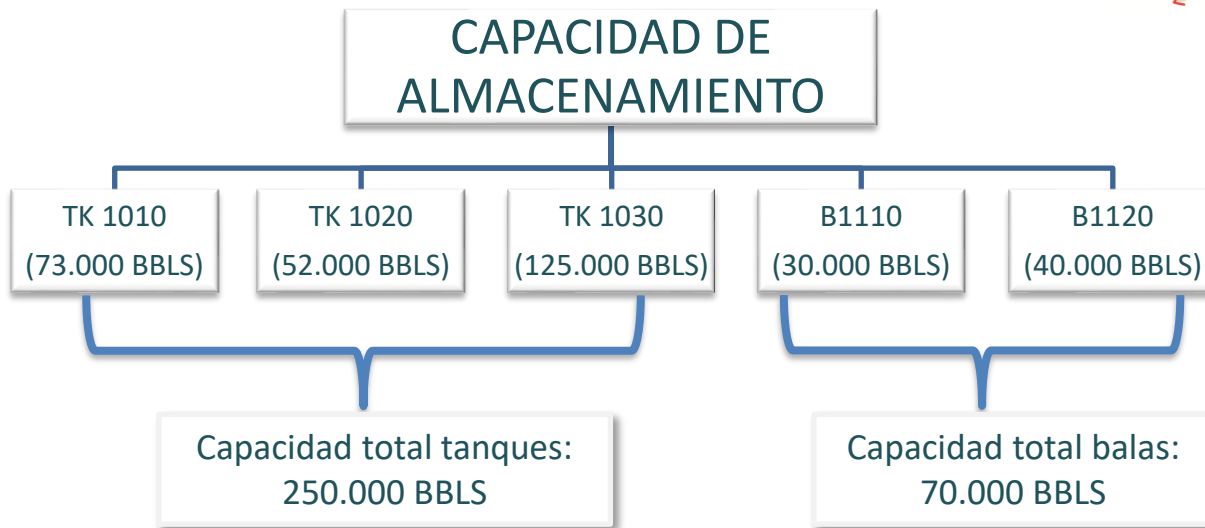 CAPACIDAD DE
ALMACENAMIENTO
TK 1010
(73.000 BBLS)
TK 1020
(52.000 BBLS)
TK 1030
(125.000 BBLS)
B1110
(30.000 BBLS)
B1120
(40.000 BBLS)
Capacidad total tanques:
250.000 BBLS
Capacidad total balas:
70.000 BBLS